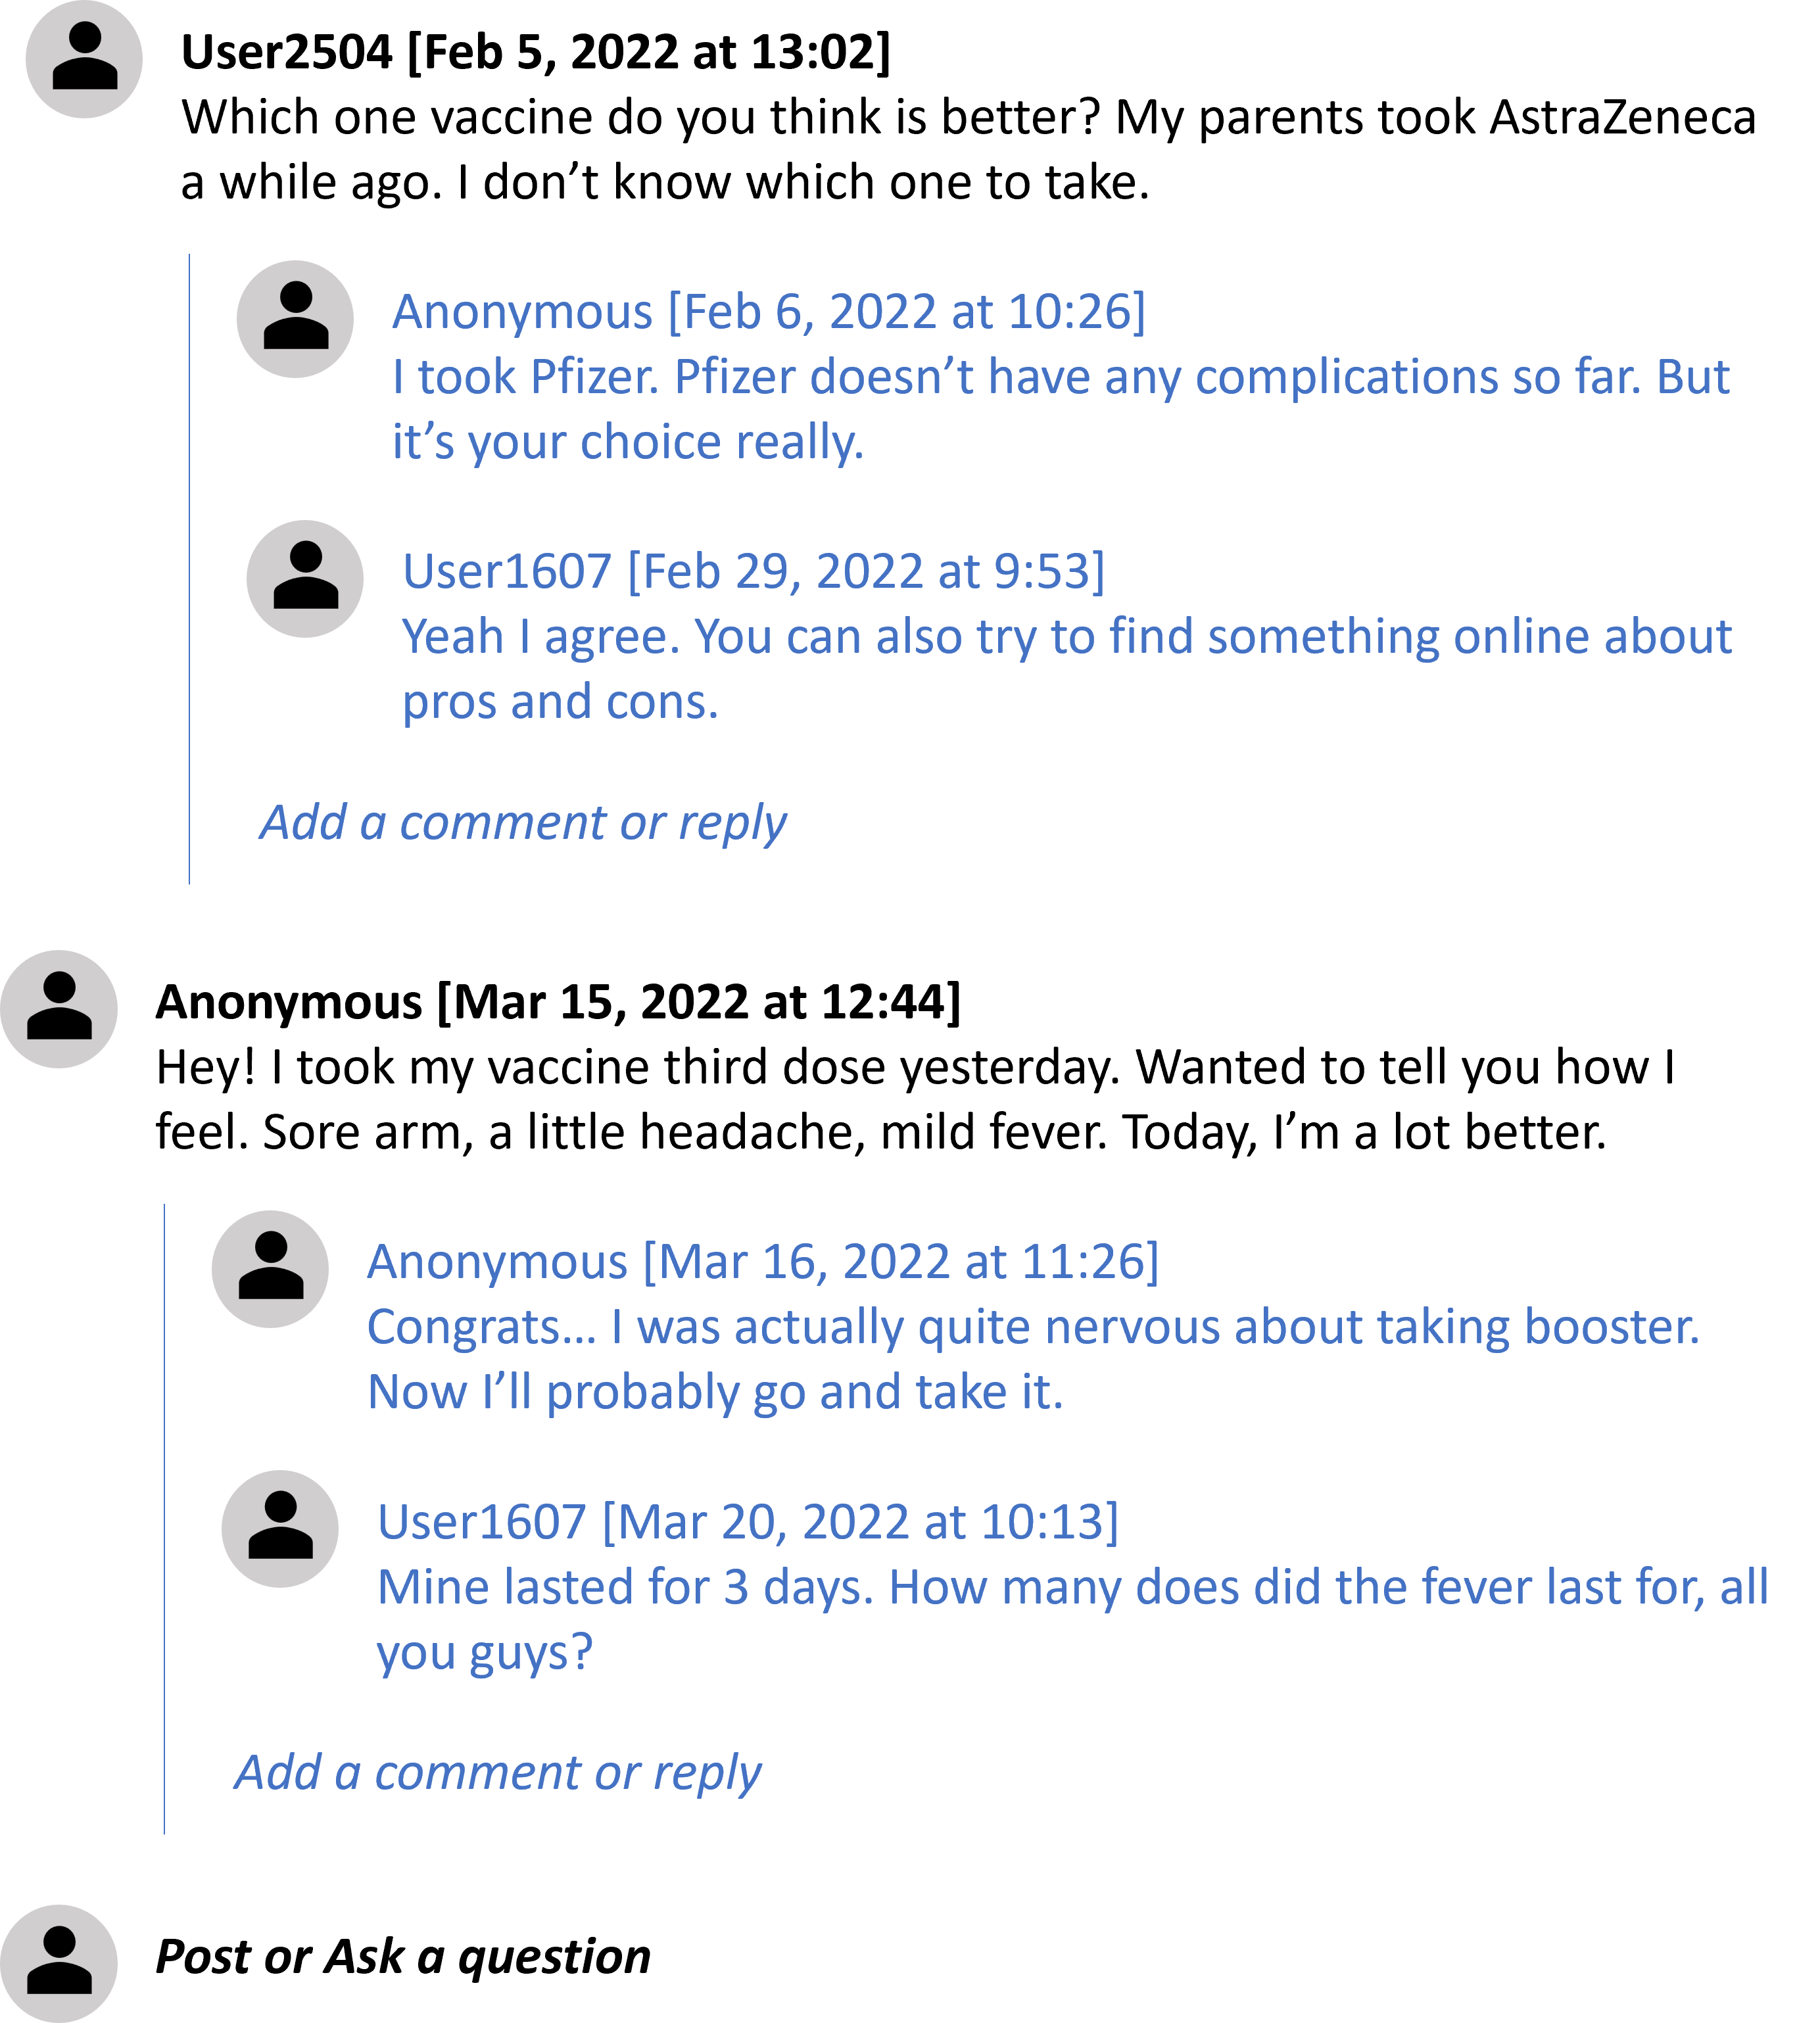 User2504 [Feb 5, 2022 at 13:02]
Which one vaccine do you think is better? My parents took AstraZeneca
a while ago. I don’t know which one to take.
Anonymous [Feb 6, 2022 at 10:26]
I took Pfizer. Pfizer doesn’t have any complications so far. But
it’s your choice really.
User1607 [Feb 29, 2022 at 9:53]
Yeah I agree. You can also try to find something online about
pros and cons.
Add a comment or reply
Anonymous [Mar 15, 2022 at 12:44]
Hey! I took my vaccine third dose yesterday. Wanted to tell you how I
feel. Sore arm, a little headache, mild fever. Today, I’m a lot better.
Anonymous [Mar 16, 2022 at 11:26]
Congrats... I was actually quite nervous about taking booster.
Now I’ll probably go and take it.
User1607 [Mar 20, 2022 at 10:13]
Mine lasted for 3 days. How many does did the fever last for, all
you guys?
Add a comment or reply
Post or Ask a question